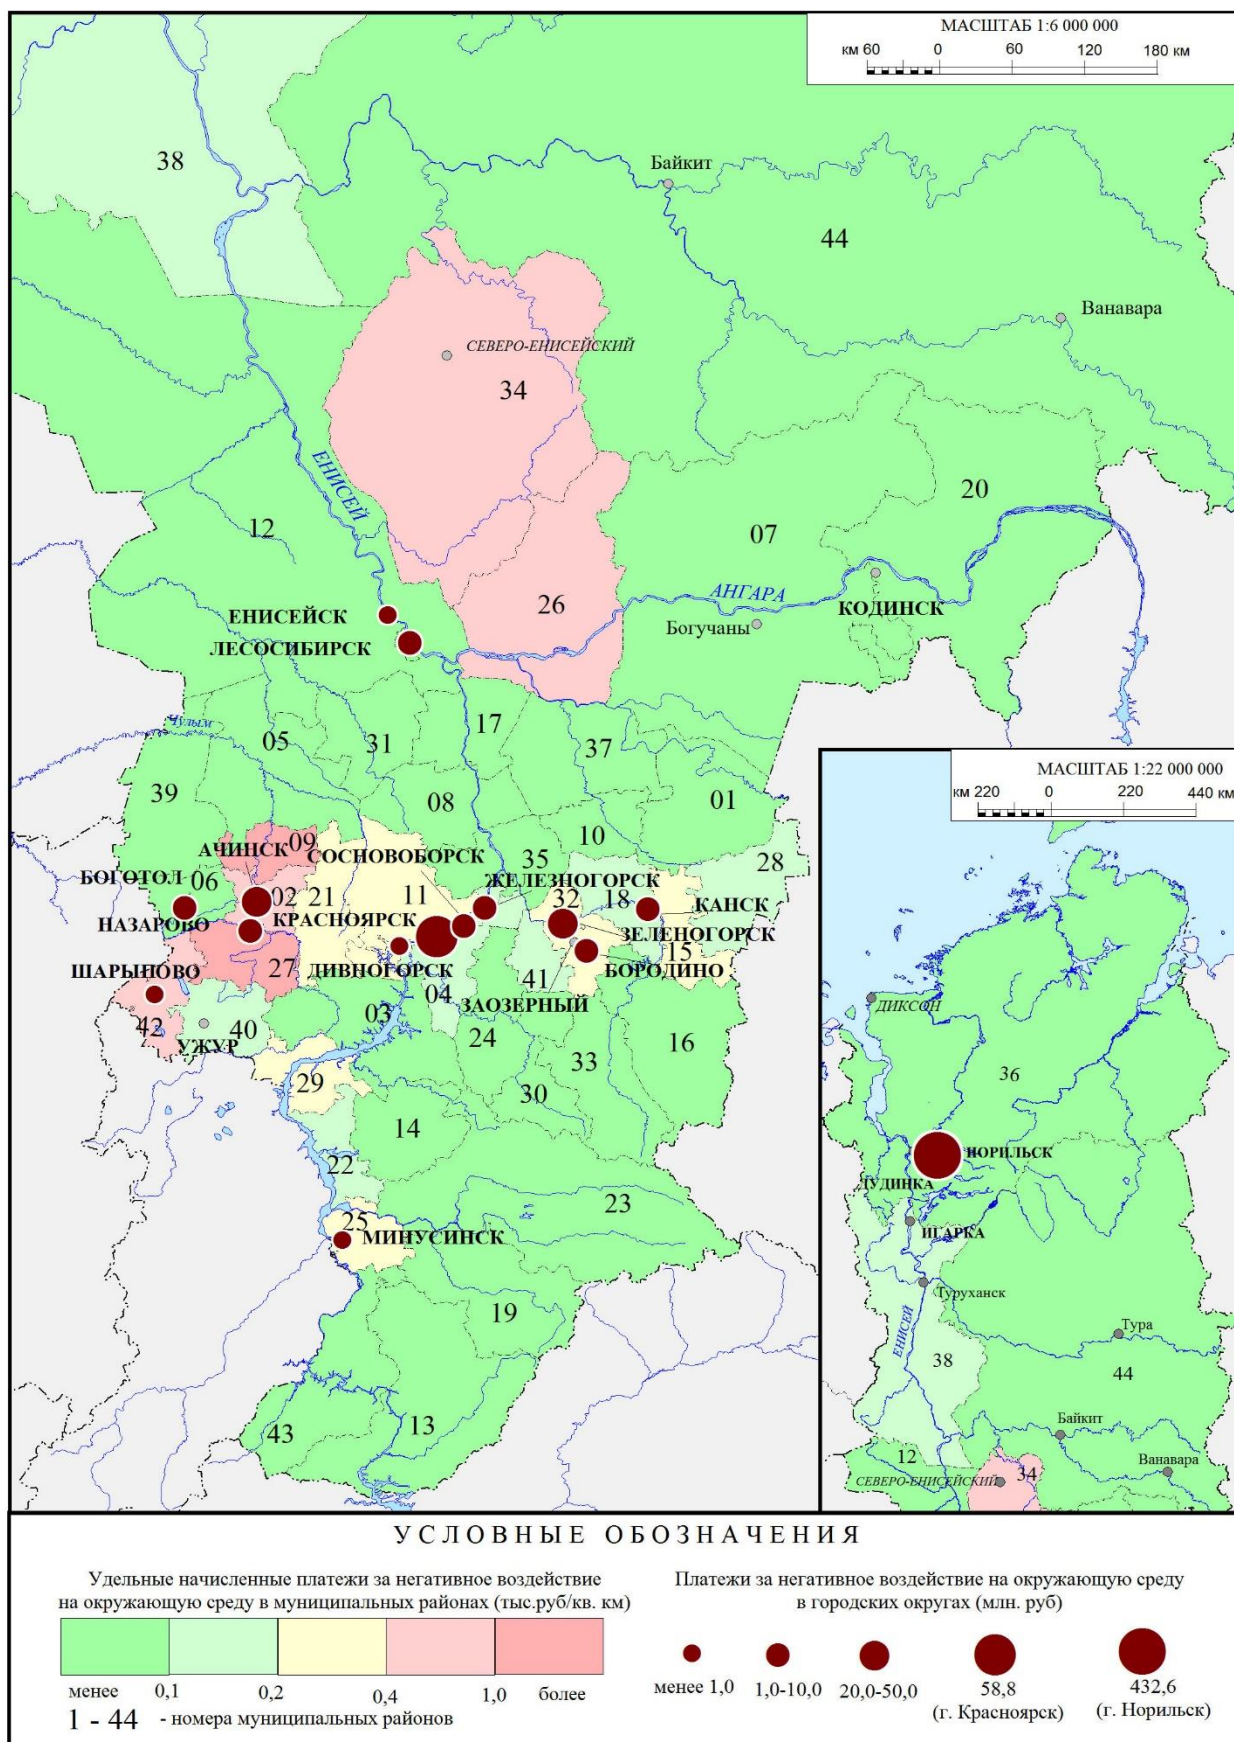 МАСШТАБ 1:6 000 000
км 60 0 60 120 180 км
38
Байкит
44
Ванавара
СЕВЕРО-ЕНИСЕЙСКИЙ
34
ЕНИСЕЙ
20
12
07
26
АНГАРА
КОДИНСК
ЕНИСЕЙСК
Богучаны
ЛЕСОСИБИРСК
Чулым
17
05
31
37
39
08
01
10
09
АЧИНСК
СОСНОВОБОРСК
35
28
БОГОТОЛ
06
ЖЕЛЕЗНОГОРСК
02
21
11
32
18
КАНСК
НАЗАРОВО
КРАСНОЯРСК
ЗЕЛЕНОГОРСК
15
ШАРЫПОВО
27
ДИВНОГОРСК
41
БОРОДИНО
04
ЗАОЗЕРНЫЙ
42
40
03
УЖУР
24
33
16
29
30
14
22
23
25
МИНУСИНСК
19
43
13
МАСШТАБ 1:22 000 000
км 220 0 220 440 км
ДИКСОН
36
НОРИЛЬСК
ДУДИНКА
ИГАРКА
Туруханск
ЕНИСЕЙ
Тура
38
44
Байкит
12
Ванавара
СЕВЕРО-ЕНИСЕЙСКИЙ
34
УСЛОВНЫЕ ОБОЗНАЧЕНИЯ
Удельные начисленные платежи за негативное воздействие
на окружающую среду в муниципальных районах (тыс.руб/кв. км)
менее 0,1 0,2 0,4 1,0 более
1 - 44 - номера муниципальных районов
Платежи за негативное воздействие на окружающую среду
в городских округах (млн. руб)
менее 1,0 1,0-10,0 20,0-50,0 58,8 432,6
(г. Красноярск) (г. Норильск)